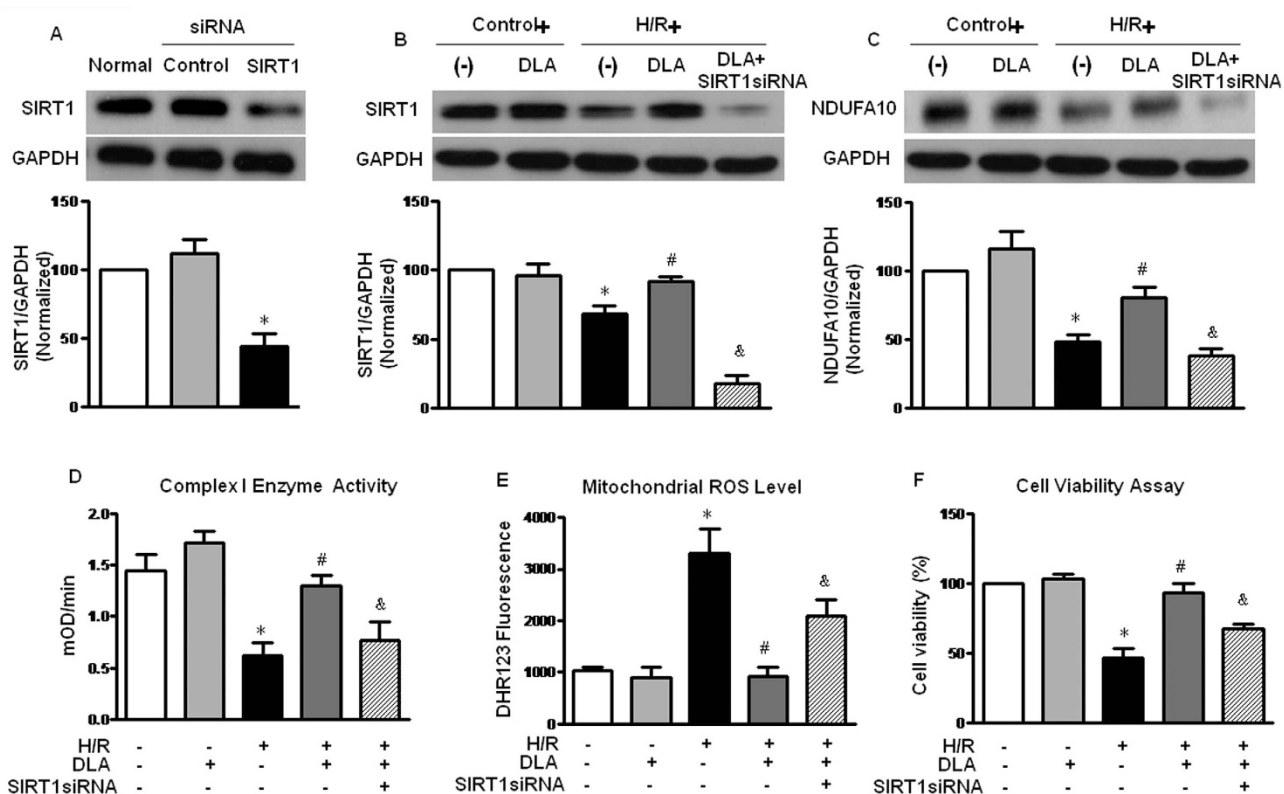 A
siRNA
Normal Control SIRT1
SIRT1
GAPDH
150
100
50
0
SIRT1/GAPDH
(Normalized)
*
B
Control+ H/R+
(-) DLA (-) DLA DLA+
SIRT1siRNA
SIRT1
GAPDH
150
100
50
0
SIRT1/GAPDH
(Normalized)
* # &
C
Control+ H/R+
(-) DLA (-) DLA DLA+
SIRT1siRNA
NDUFA10
GAPDH
150
100
50
0
NDUFA10/GAPDH
(Normalized)
* # &
D
Complex I Enzyme Activity
2.0
1.5
1.0
0.5
0.0
mOD/min
* # &
H/R - - + + +
DLA - + - + +
SIRT1siRNA - - - - +
E
Mitochondrial ROS Level
4000
3000
2000
1000
0
DHR123 Fluorescence
* # &
H/R - - + + +
DLA - + - + +
SIRT1siRNA - - - - +
F
Cell Viability Assay
150
100
50
0
Cell viability (%)
* # &
H/R - - + + +
DLA - + - + +
SIRT1siRNA - - - - +